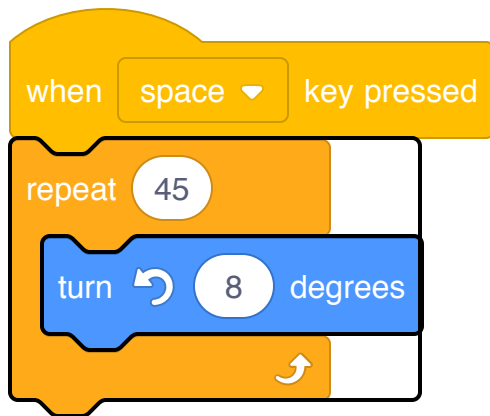 when space key pressed
repeat 45
turn 8 degrees